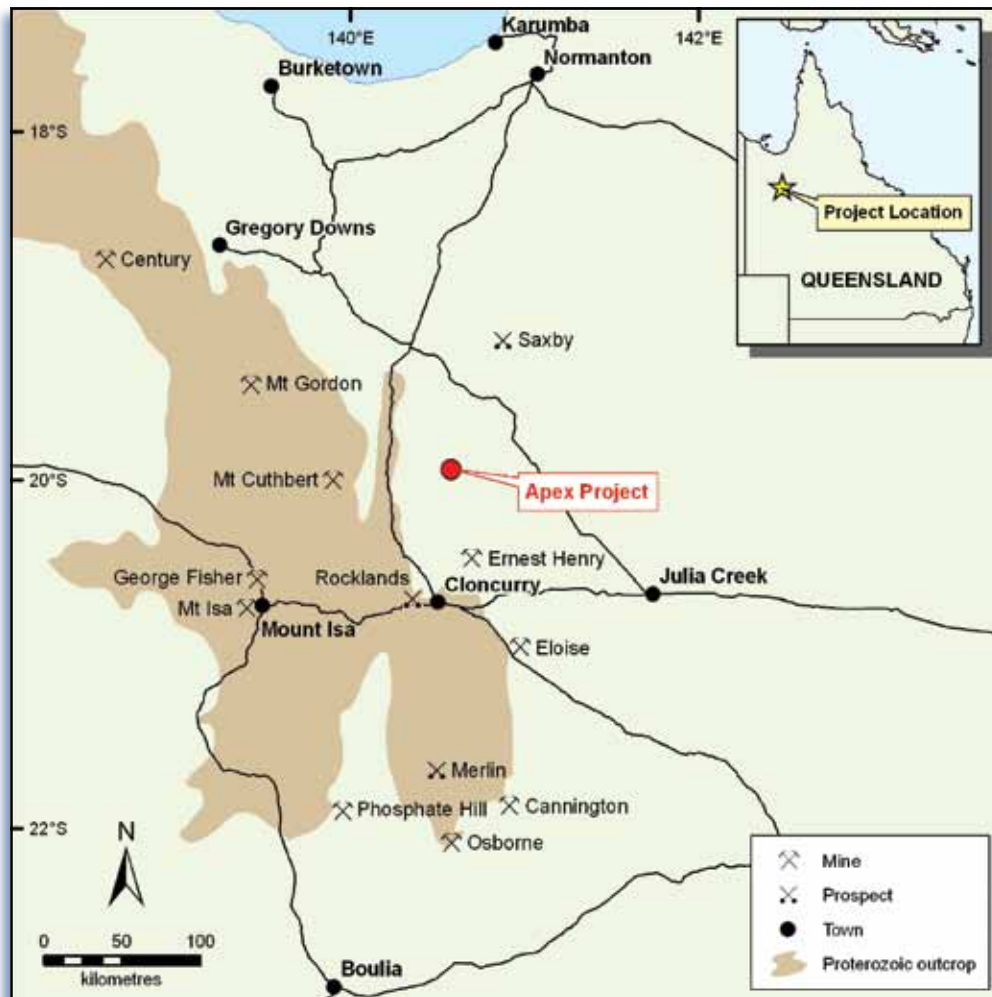 140°E
142°E
Karumba
Normanton
Burketown
18°S
Project Location
QUEENSLAND
Gregory Downs
Century
Saxby
Mt Gordon
20°S
Mt Cuthbert
Apex Project
Ernest Henry
George Fisher
Rocklands
Cloncurry
Julia Creek
Mt Isa
Mount Isa
Eloise
Merlin
Phosphate Hill
Cannington
22°S
Osborne
N
0 50 100
kilometres
Boulia
Mine
Prospect
Town
Proterozoic outcrop